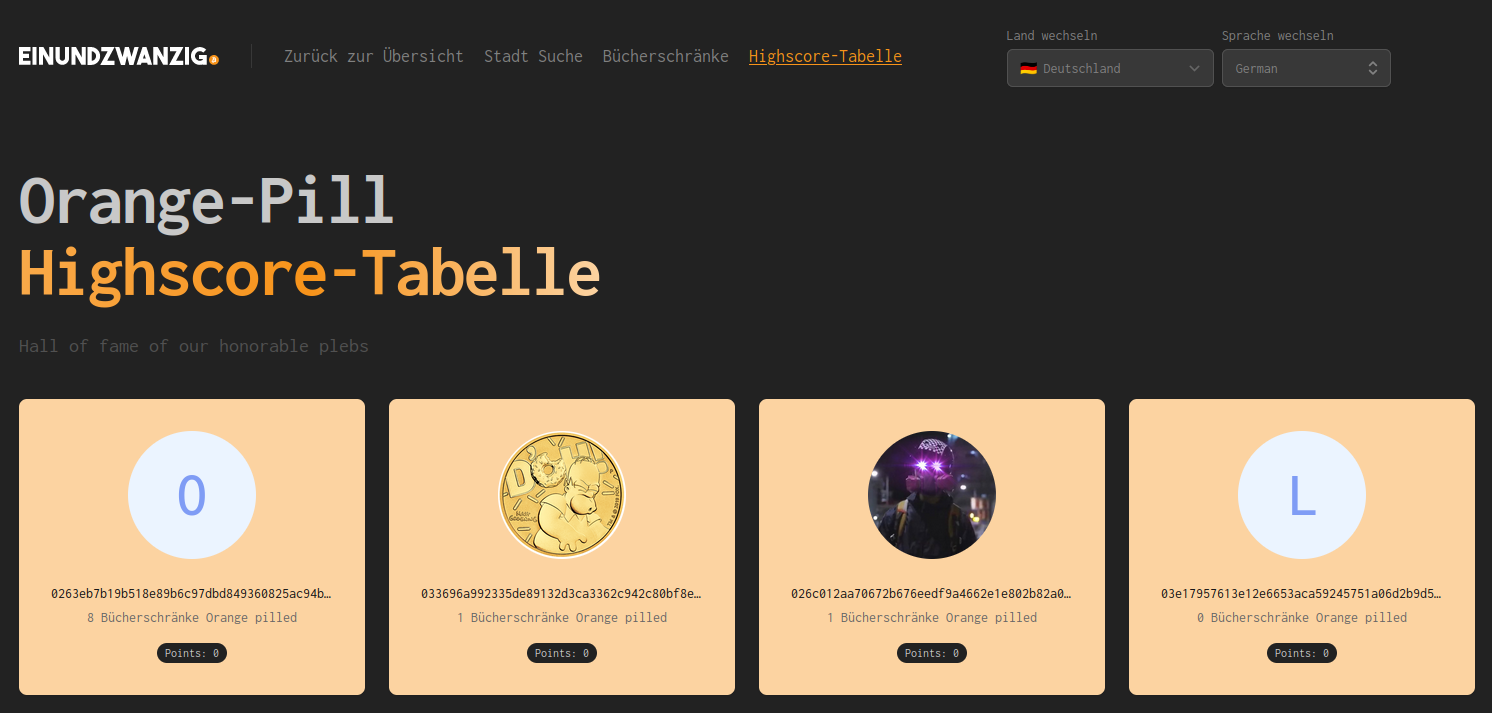 EINUNDZWANZIG
Zurück zur Übersicht Stadt Suche Bücherschränke Highscore-Tabelle
Land wechseln Sprache wechseln
Deutschland German
Orange-Pill
Highscore-Tabelle
Hall of fame of our honorable plebs
O L
D'OH!
0263eb7b19b518e89b6c97dbd849360825ac94b… 033696a992335de89132d3ca3362c942c80bf8e… 026c012aa70672b676eedf9a4662e1e802b82a0… 03e17957613e12e6653aca59245751a06d2b9d5…
8 Bücherschränke Orange pilled 1 Bücherschränke Orange pilled 1 Bücherschränke Orange pilled 0 Bücherschränke Orange pilled
Points: 0 Points: 0 Points: 0 Points: 0